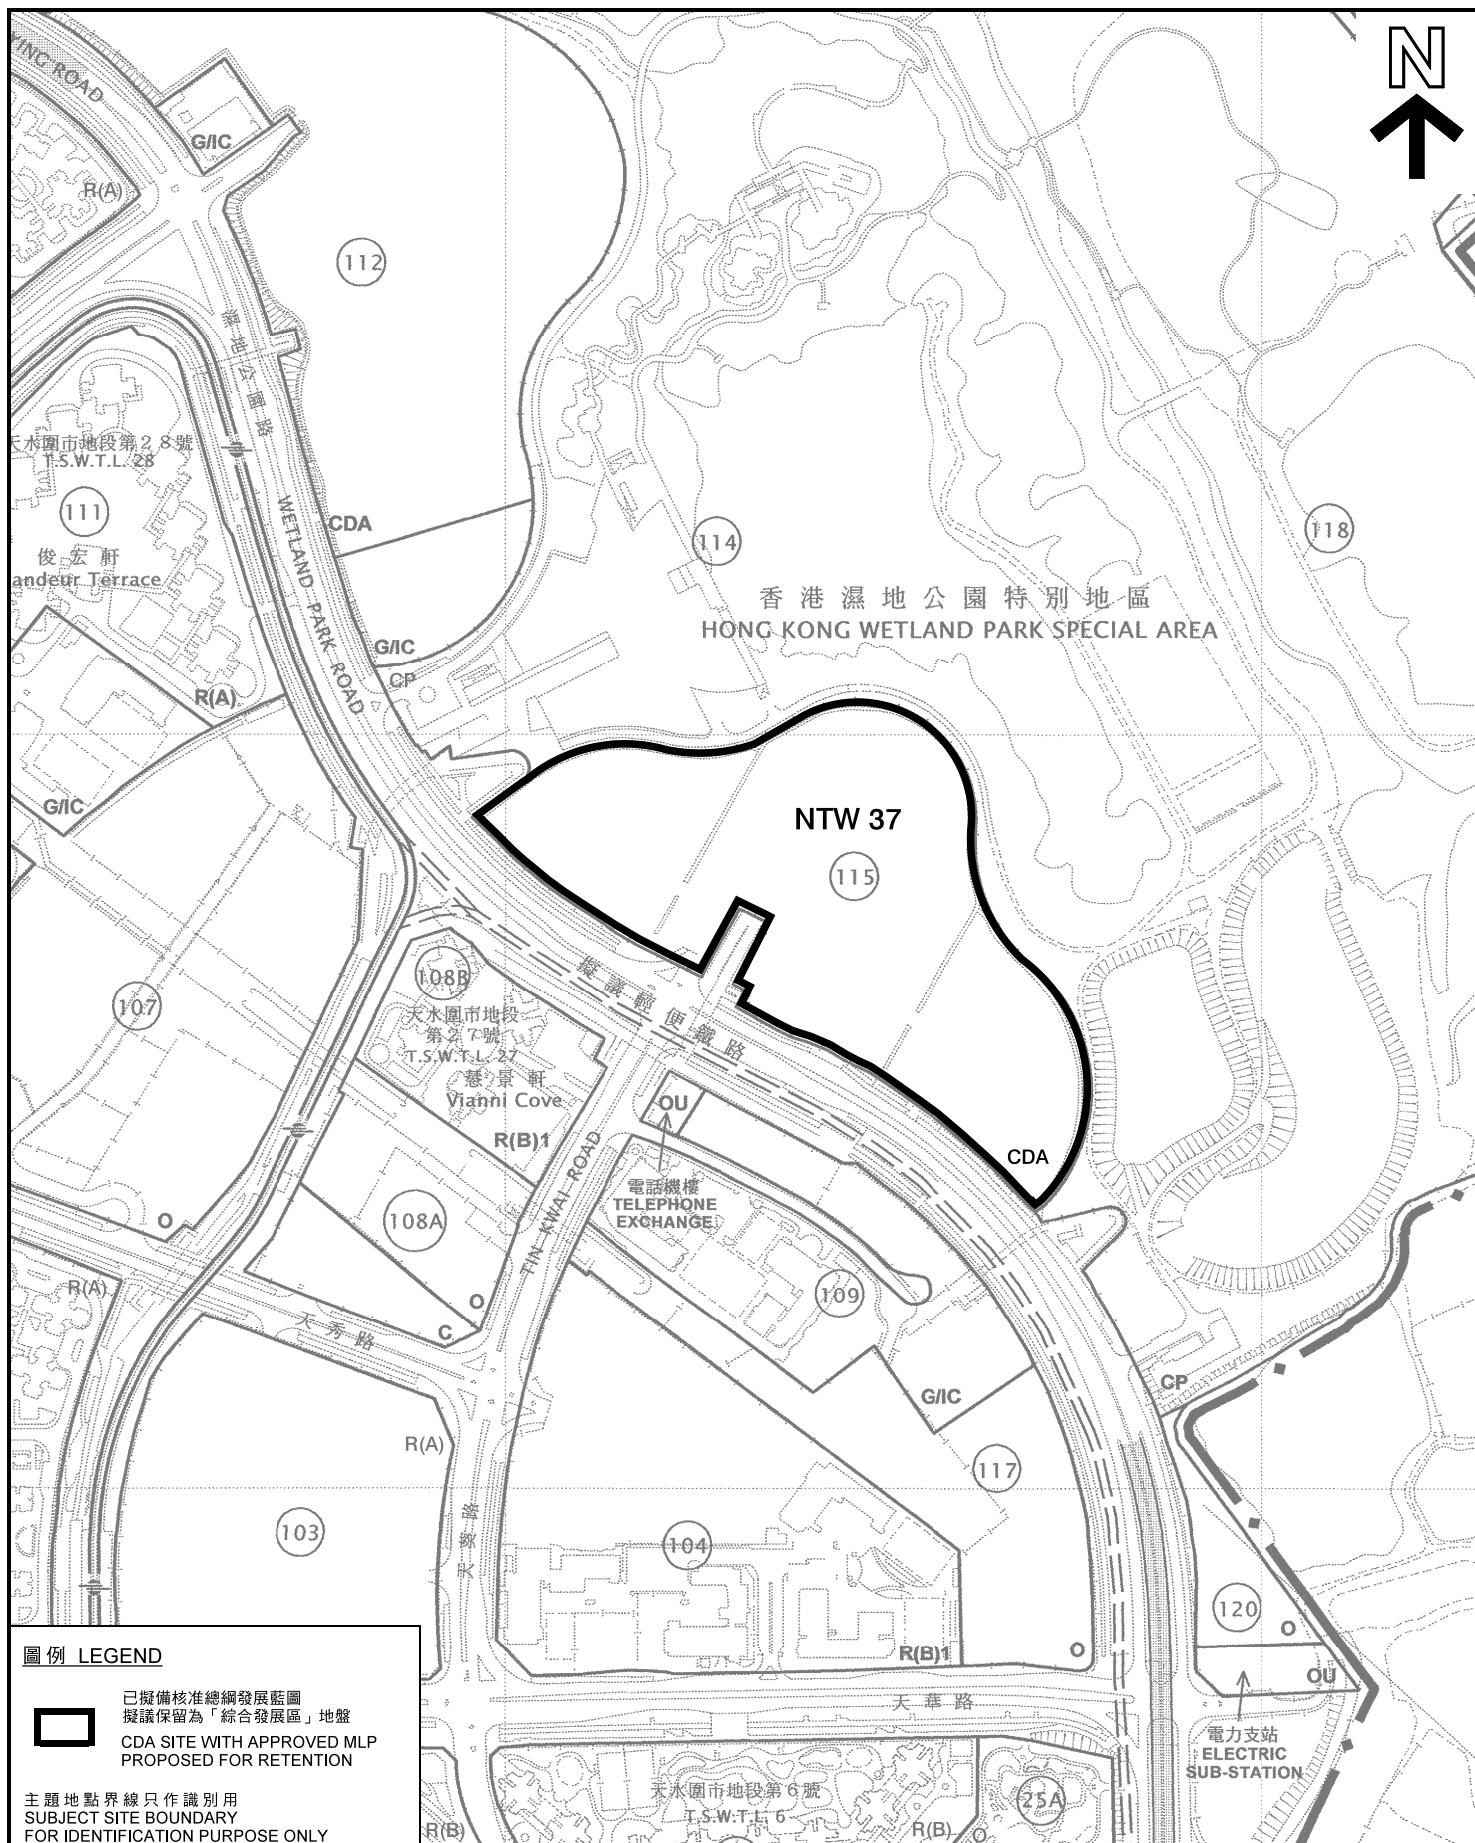 N
YING ROAD
G/IC
R(A)
112
濕地公園路
天水圍市地段第28號
T.S.W.T.L. 28
111
俊宏軒
andeur Terrace
CDA
WETLAND PARK ROAD
114
118
香港濕地公園特別地區
HONG KONG WETLAND PARK SPECIAL AREA
G/IC
CP
R(A)
G/IC
NTW 37
115
108B
107
天水圍市地段
第27號
T.S.W.T.L. 27
慧景軒
Vianni Cove
擬議輕便鐵路
OU
R(B)1
CDA
電話機樓
TELEPHONE
EXCHANGE
TIN KWAI ROAD
O
108A
R(A)
109
O
C
天秀路
CP
G/IC
R(A)
117
天葵路
103
104
120
O
R(B)1
O
OU
天華路
電力支站
ELECTRIC
SUB-STATION
天水圍市地段第6號
T.S.W.T.L. 6
25A
R(B)
R(B)
O
圖例 LEGEND
已擬備核准總綱發展藍圖
擬議保留為「綜合發展區」地盤
CDA SITE WITH APPROVED MLP
PROPOSED FOR RETENTION
主題地點界線只作識別用
SUBJECT SITE BOUNDARY
FOR IDENTIFICATION PURPOSE ONLY